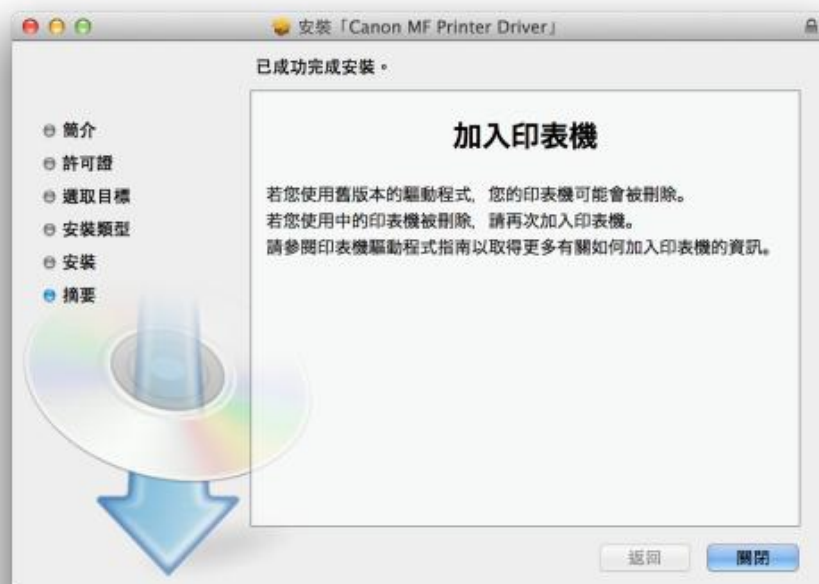 安裝「Canon MF Printer Driver」
已成功完成安裝。
簡介
許可證
選取目標
安裝類型
安裝
摘要
加入印表機
若您使用舊版本的驅動程式，您的印表機可能會被刪除。
若您使用中的印表機被刪除，請再次加入印表機。
請參閱印表機驅動程式指南以取得更多有關如何加入印表機的資訊。
返回
關閉